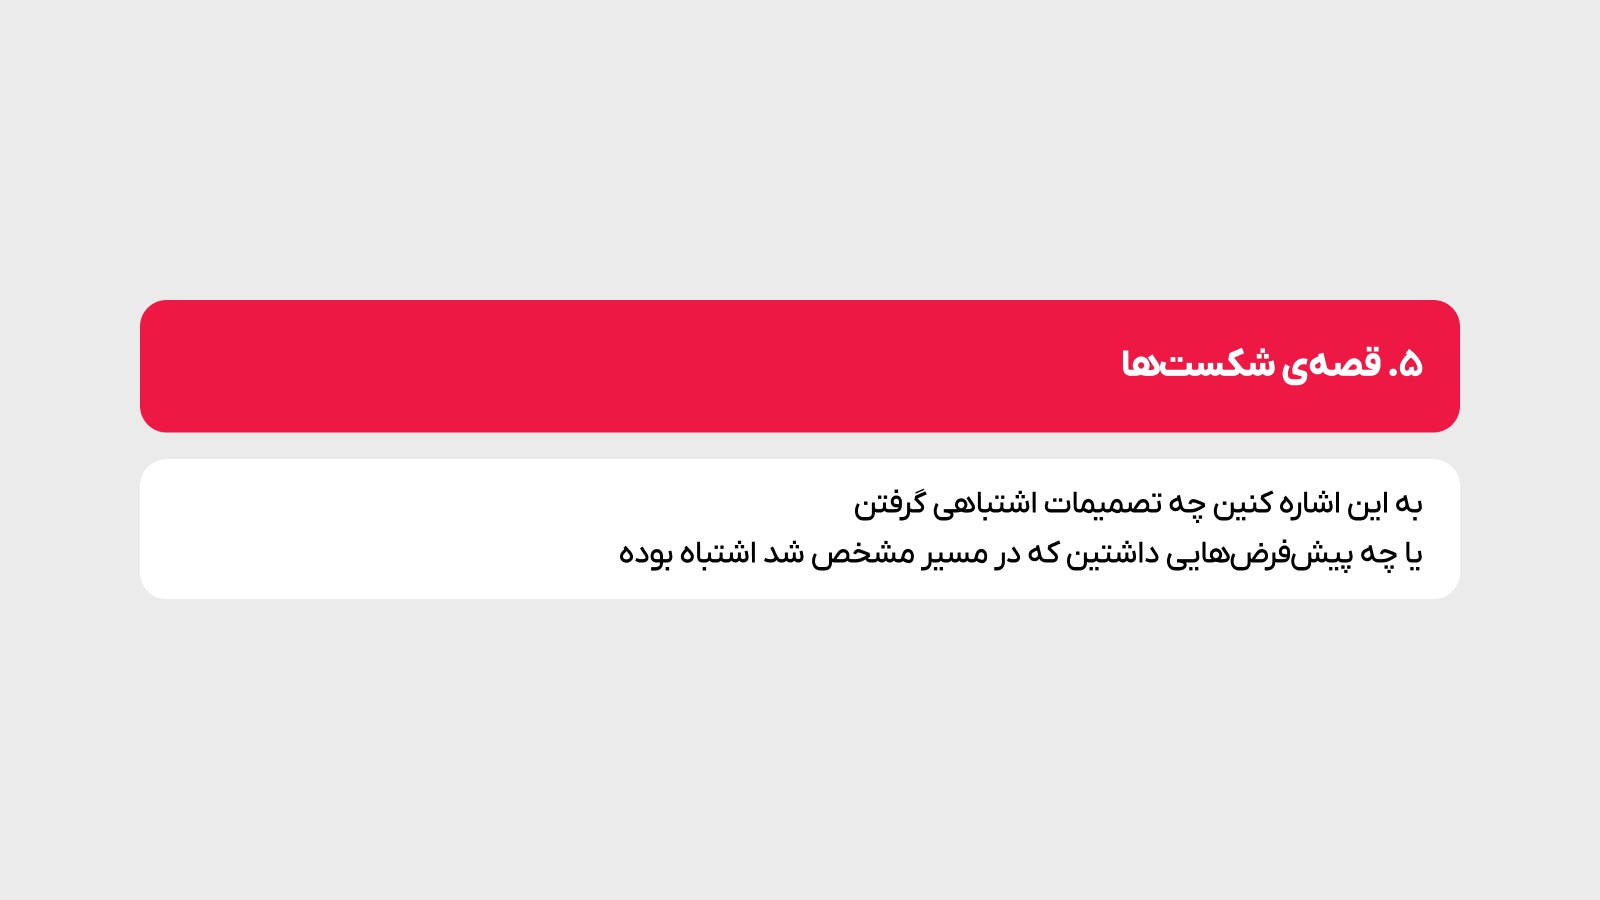 ۵. قصه‌ی شکست‌ها
به این اشاره کنین چه تصمیمات اشتباهی گرفتن
یا چه پیش‌فرض‌هایی داشتین که در مسیر مشخص شد اشتباه بوده